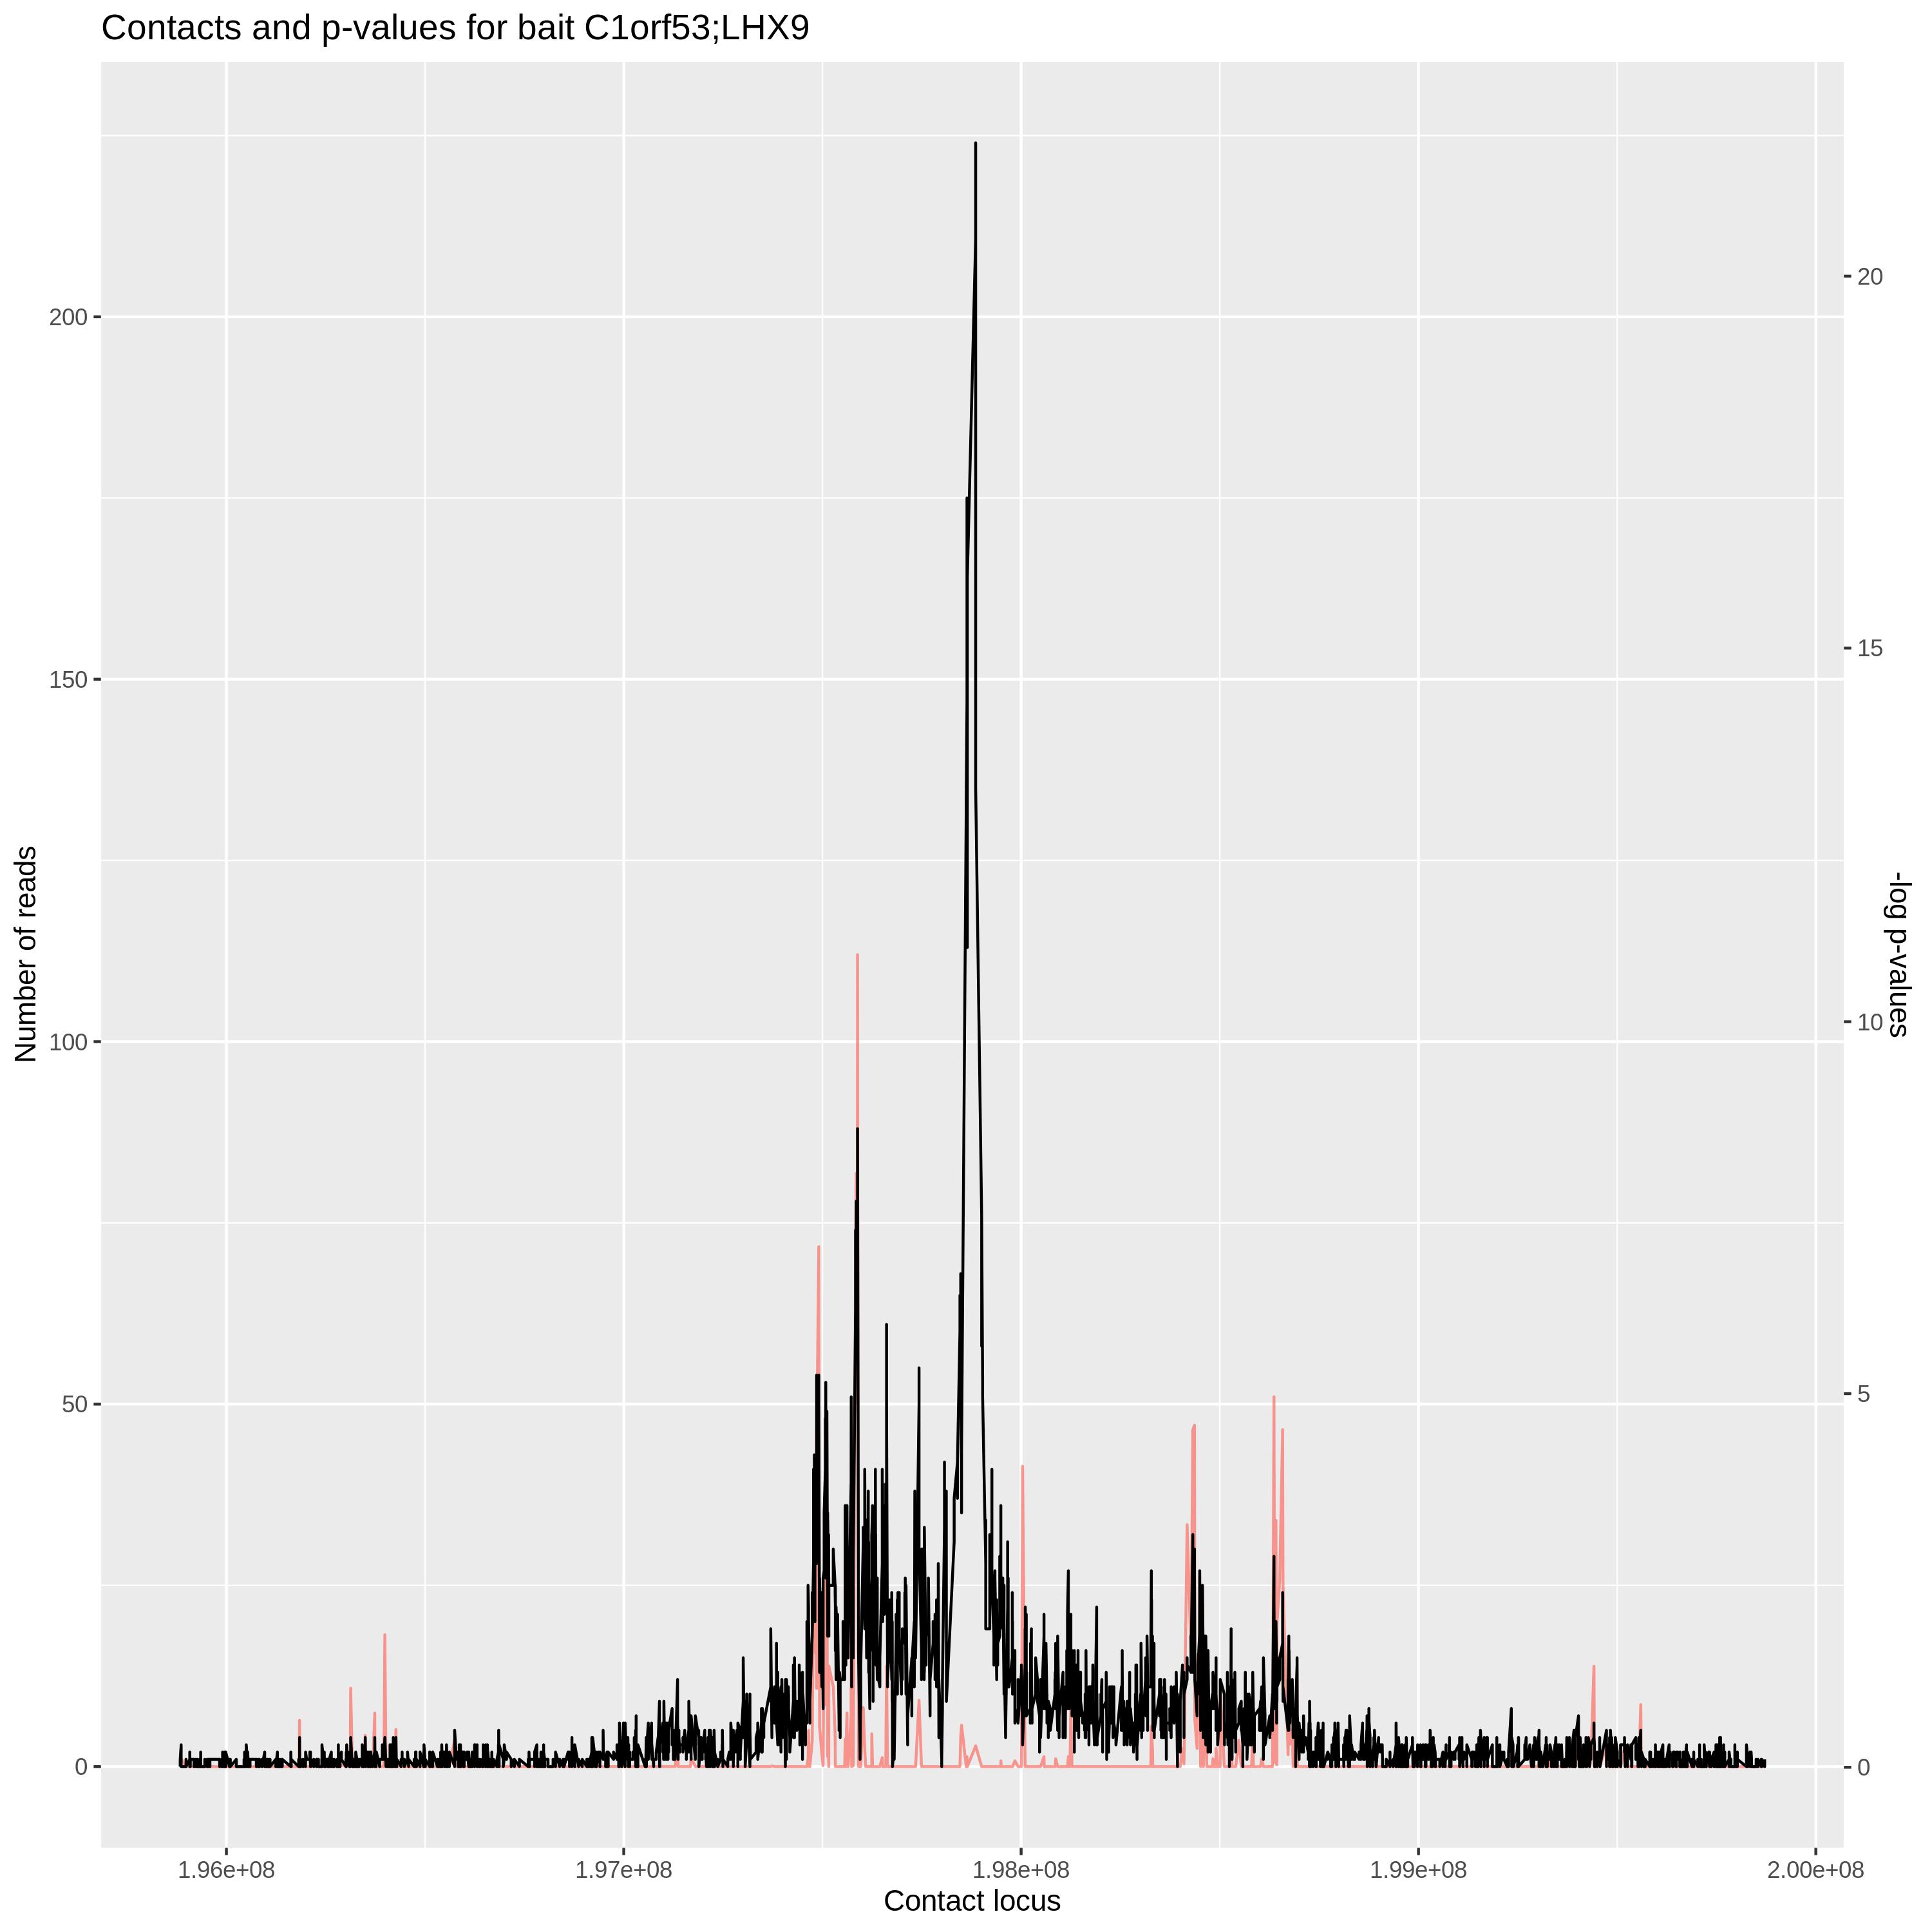 Contacts and p-values for bait C1orf53;LHX9
Number of reads
200
150
100
50
0
20
15
10
5
0
-log p-values
1.96e+08 1.97e+08 1.98e+08 1.99e+08 2.00e+08
Contact locus